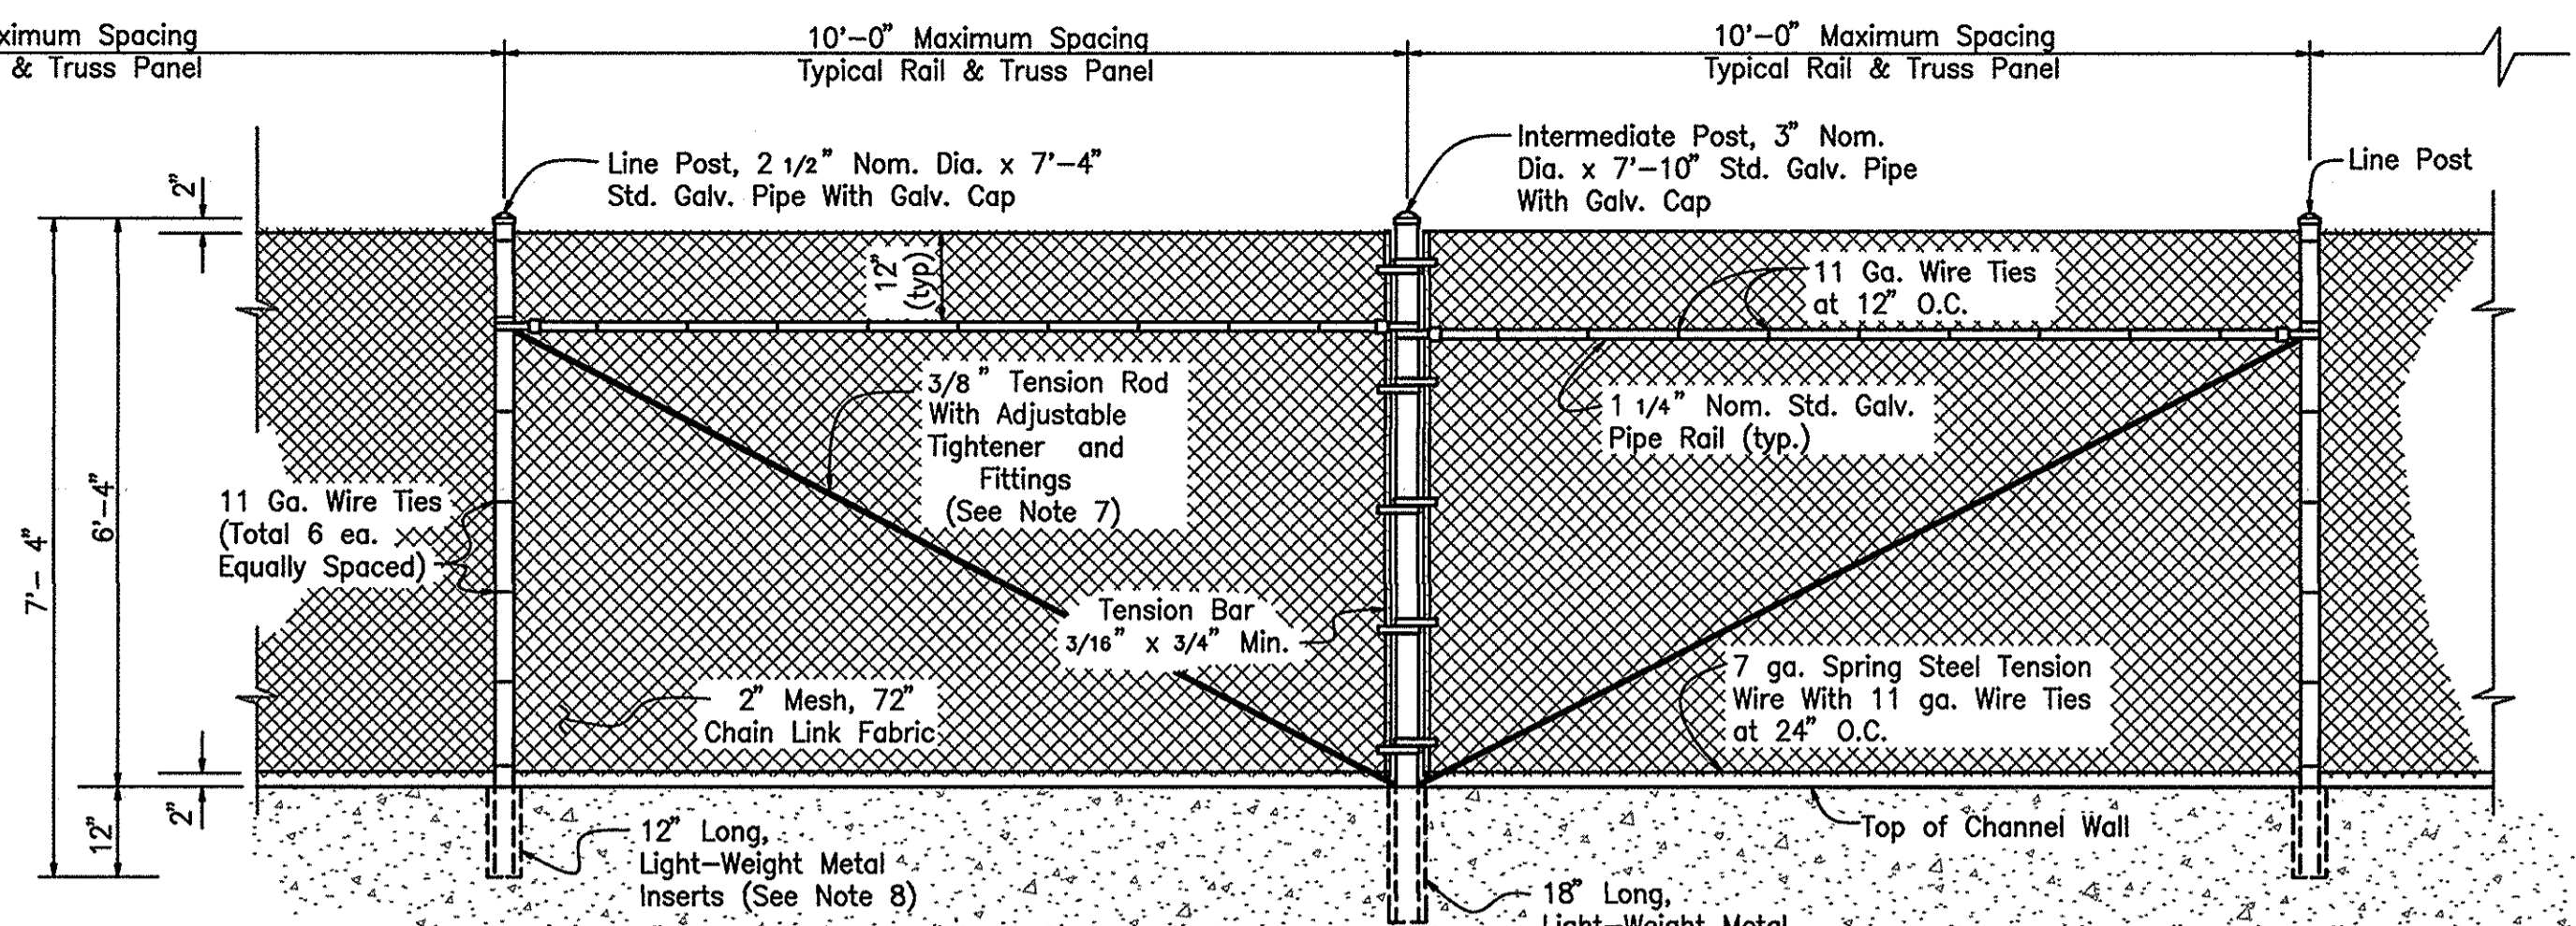 ximum Spacing
& Truss Panel
10'-0" Maximum Spacing
Typical Rail & Truss Panel
10'-0" Maximum Spacing
Typical Rail & Truss Panel
Line Post, 2 1/2" Nom. Dia. x 7'-4"
Std. Galv. Pipe With Galv. Cap
Intermediate Post, 3" Nom.
Dia. x 7'-10" Std. Galv. Pipe
With Galv. Cap
Line Post
2"
12"
(typ)
11 Ga. Wire Ties
at 12" O.C.
3/8" Tension Rod
With Adjustable
Tightener and
Fittings
(See Note 7)
1 1/4" Nom. Std. Galv.
Pipe Rail (typ.)
11 Ga. Wire Ties
(Total 6 ea.
Equally Spaced)
7'- 4"
6'-4"
Tension Bar
3/16" x 3/4" Min.
2" Mesh, 72"
Chain Link Fabric
7 ga. Spring Steel Tension
Wire With 11 ga. Wire Ties
at 24" O.C.
12"
2"
12" Long,
Light-Weight Metal
Inserts (See Note 8)
Top of Channel Wall
18" Long,
Light-Weight Metal